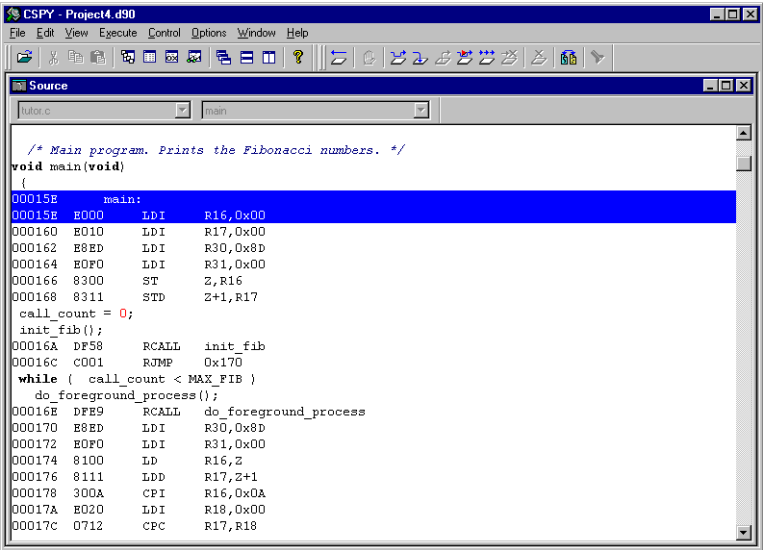 CSPY - Project4.d90
File Edit View Execute Control Options Window Help
Source
tutor.c main
/* Main program. Prints the Fibonacci numbers. */
void main(void)
{
00015E main:
00015E E000 LDI R16,0x00
000160 E010 LDI R17,0x00
000162 E8ED LDI R30,0x8D
000164 E0F0 LDI R31,0x00
000166 8300 ST Z,R16
000168 8311 STD Z+1,R17
call_count = 0;
init_fib();
00016A DF58 RCALL init_fib
00016C C001 RJMP 0x170
while ( call_count < MAX_FIB )
do_foreground_process();
00016E DFE9 RCALL do_foreground_process
000170 E8ED LDI R30,0x8D
000172 E0F0 LDI R31,0x00
000174 8100 LD R16,Z
000176 8111 LDD R17,Z+1
000178 300A CPI R16,0x0A
00017A E020 LDI R18,0x00
00017C 0712 CPC R17,R18